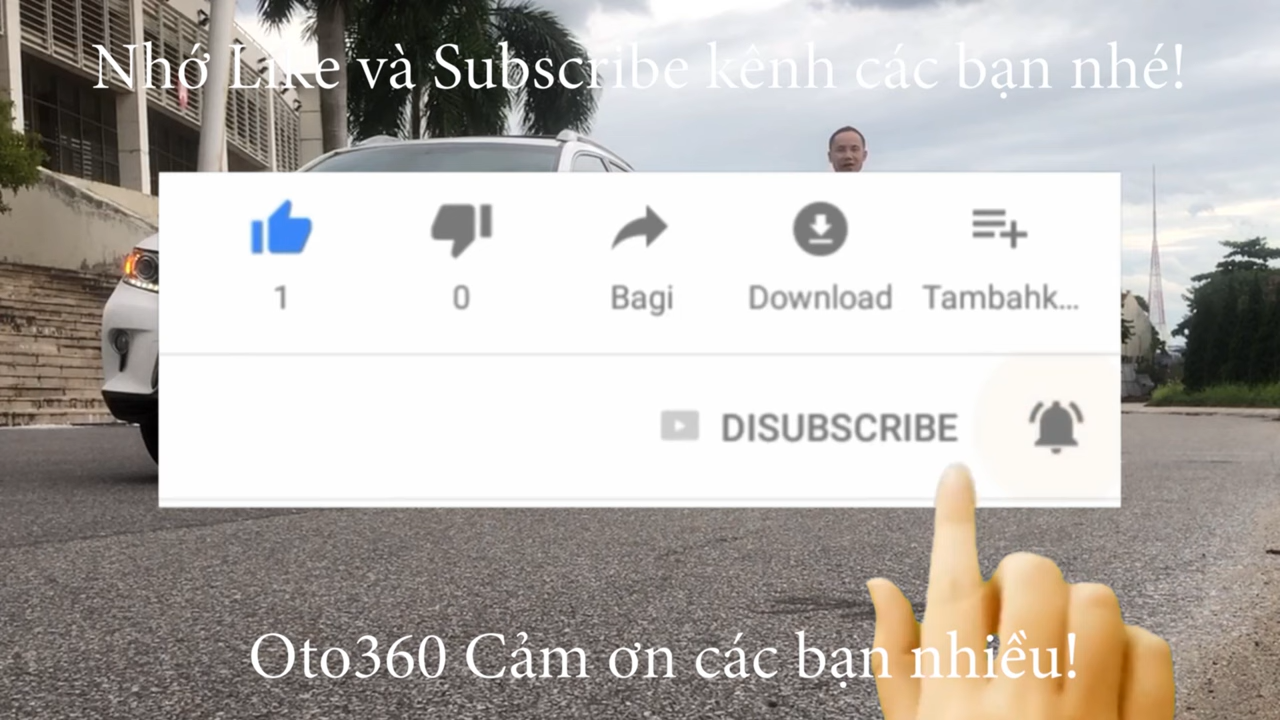 Nhớ Like và Subscribe kênh các bạn nhé!
1 0 Bagi Download Tambahk...
DISUBSCRIBE
Oto360 Cảm ơn các bạn nhiều!